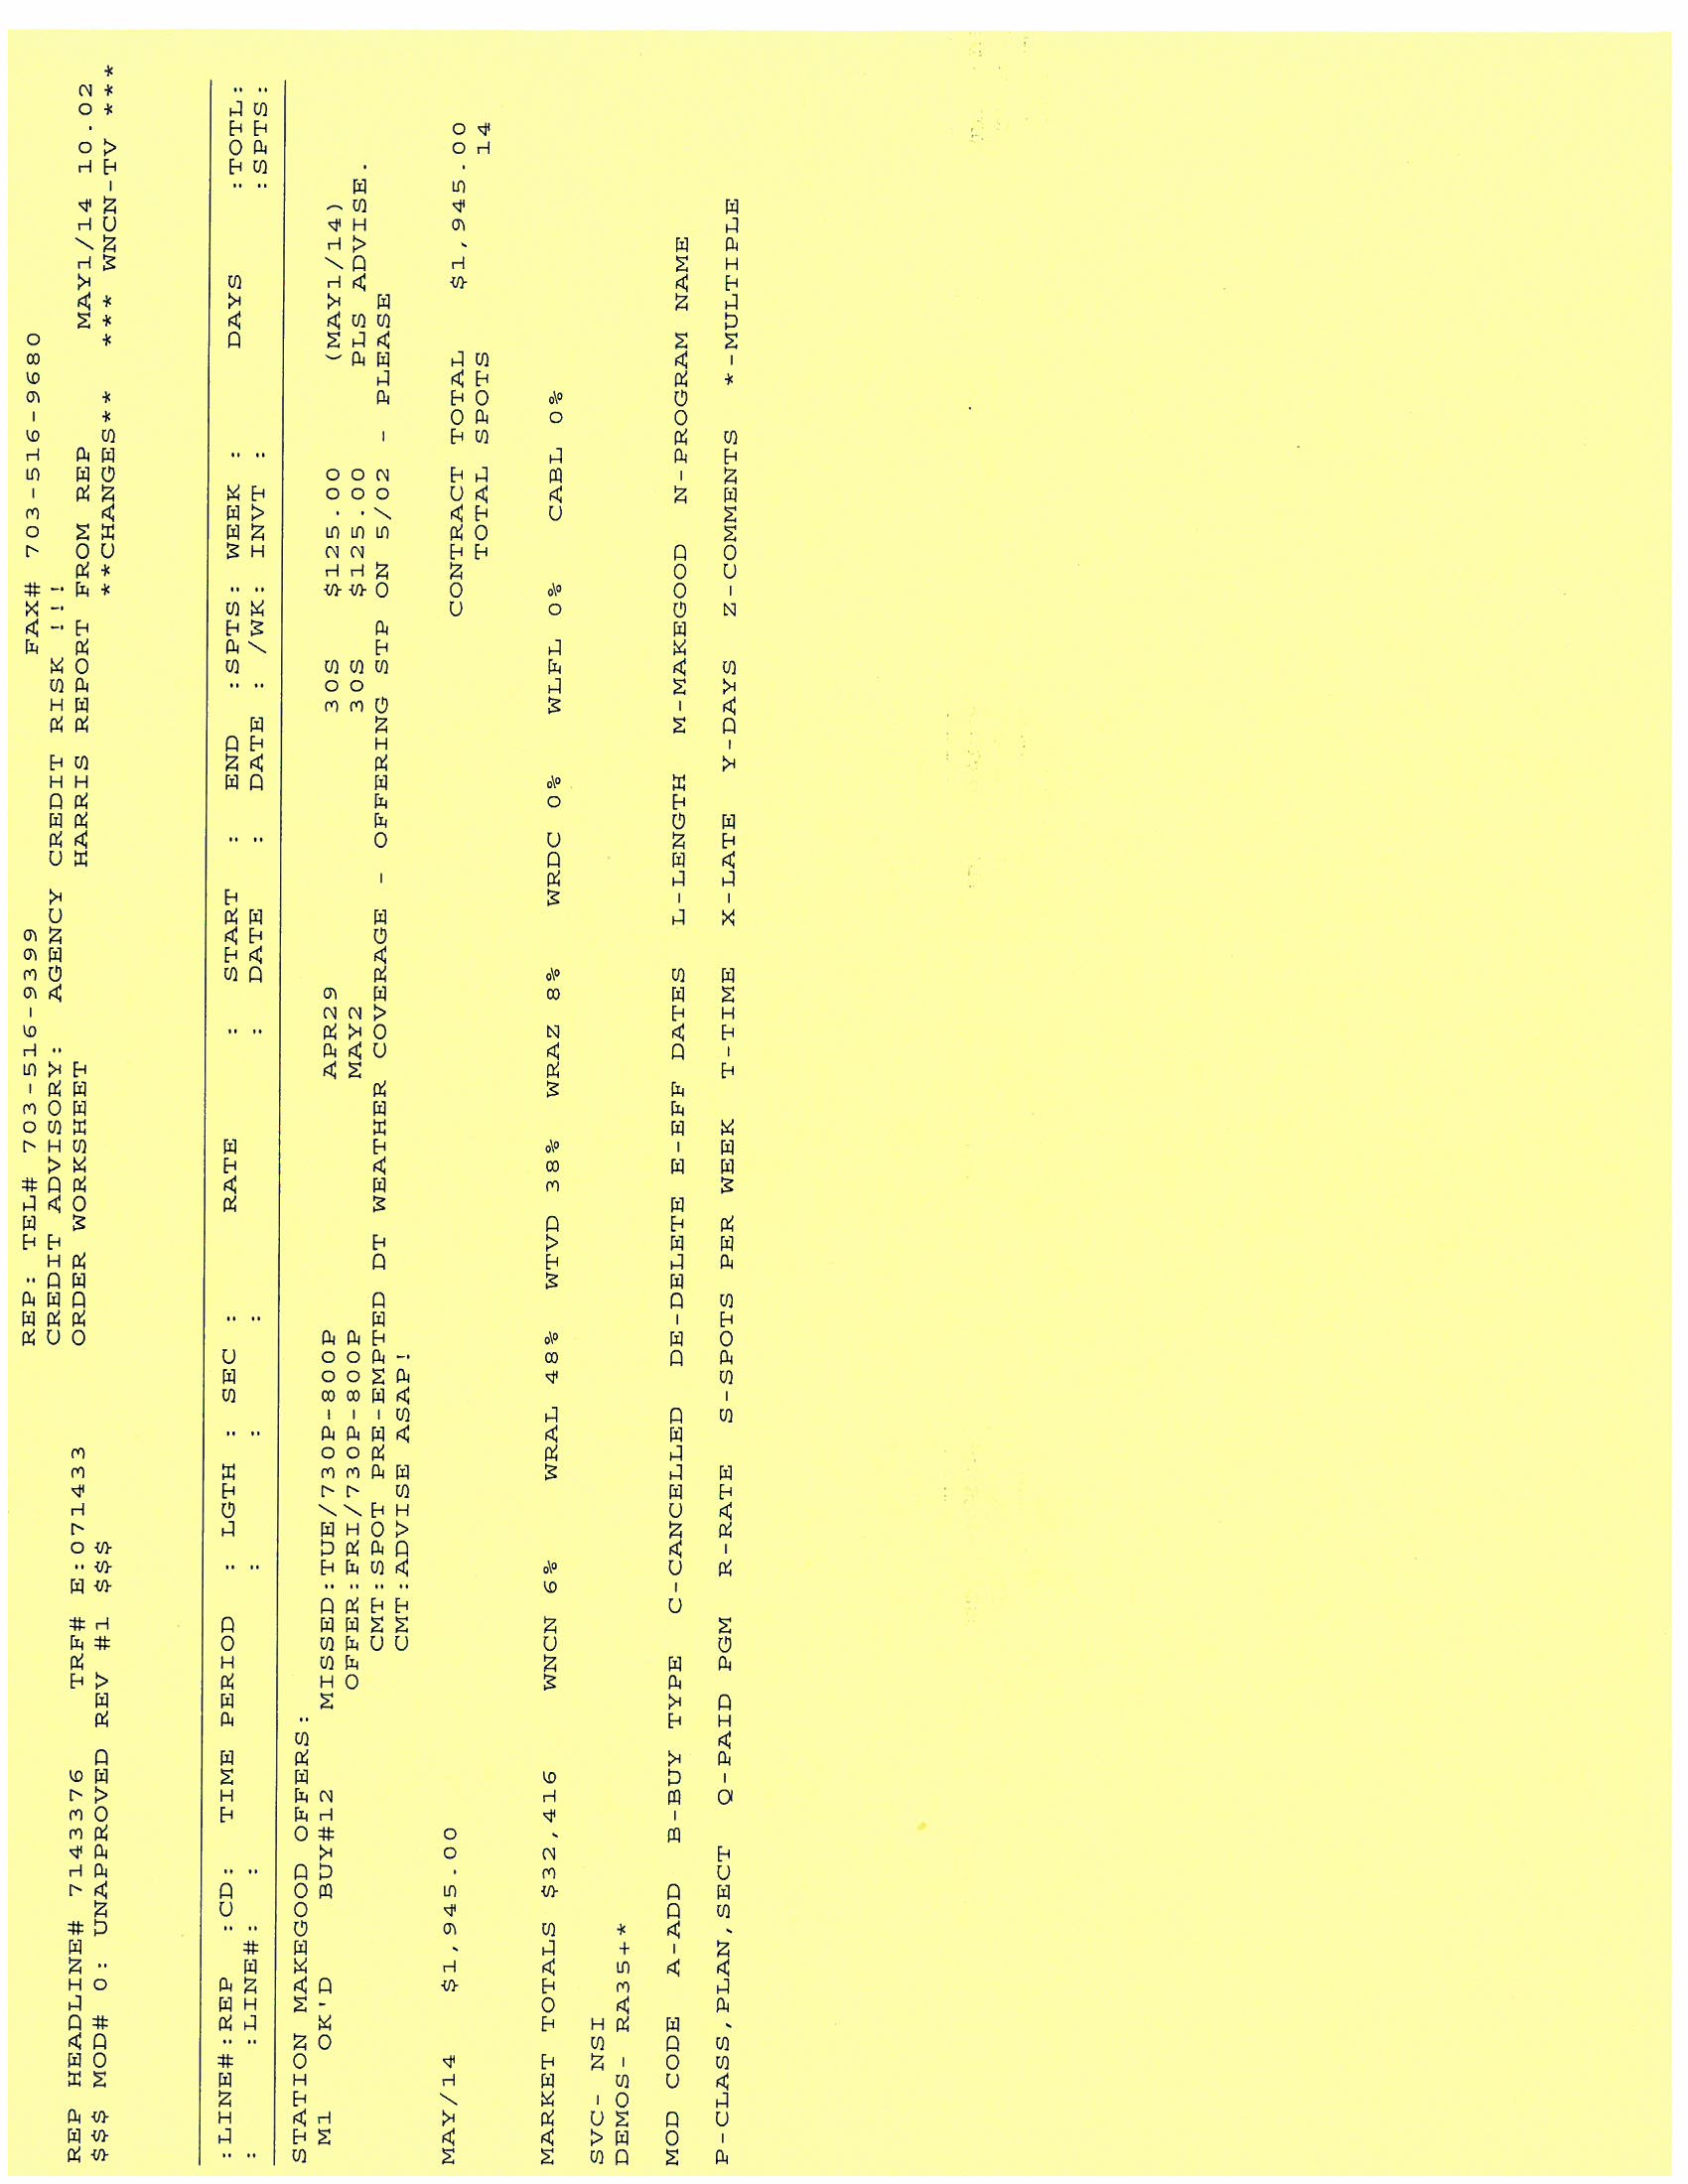 REP: TEL# 703-516-9399 FAX# 703-516-9680
CREDIT ADVISORY: AGENCY CREDIT RISK !!!
REP HEADLINE# 7143376 TRF# E:071433 ORDER WORKSHEET HARRIS REPORT FROM REP MAY1/14 10.02
$$$ MOD# 0: UNAPPROVED REV #1 $$$ **CHANGES** *** WNCN-TV ***
:LINE#:REP :CD: TIME PERIOD : LGTH : SEC : RATE : START : END :SPTS: WEEK : DAYS :TOTL:
: :LINE#: : : : : : DATE : DATE : /WK: INVT : :SPTS:
STATION MAKEGOOD OFFERS:
M1 OK'D BUY#12 MISSED:TUE/730P-800P APR29 30S $125.00 (MAY1/14)
OFFER:FRI/730P-800P MAY2 30S $125.00 PLS ADVISE.
CMT:SPOT PRE-EMPTED DT WEATHER COVERAGE - OFFERING STP ON 5/02 - PLEASE
CMT:ADVISE ASAP!
MAY/14 $1,945.00 CONTRACT TOTAL $1,945.00
TOTAL SPOTS 14
MARKET TOTALS $32,416 WNCN 6% WRAL 48% WTVD 38% WRAZ 8% WRDC 0% WLFL 0% CABL 0%
SVC- NSI
DEMOS- RA35+*
MOD CODE A-ADD B-BUY TYPE C-CANCELLED DE-DELETE E-EFF DATES L-LENGTH M-MAKEGOOD N-PROGRAM NAME
P-CLASS,PLAN,SECT Q-PAID PGM R-RATE S-SPOTS PER WEEK T-TIME X-LATE Y-DAYS Z-COMMENTS *-MULTIPLE